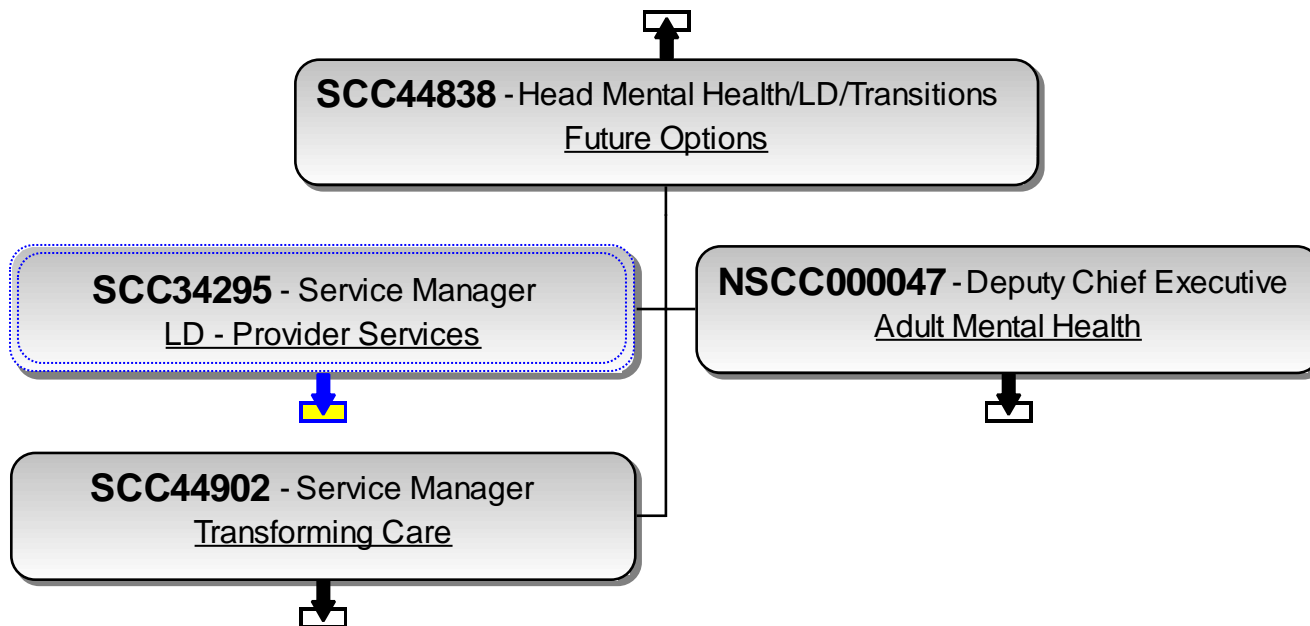 SCC44838 - Head Mental Health/LD/Transitions
Future Options
SCC34295 - Service Manager
LD - Provider Services
NSCC000047 - Deputy Chief Executive
Adult Mental Health
SCC44902 - Service Manager
Transforming Care